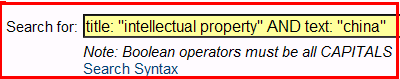 Search for: title: "intellectual property" AND text: "china"
Note: Boolean operators must be all CAPITALS
Search Syntax